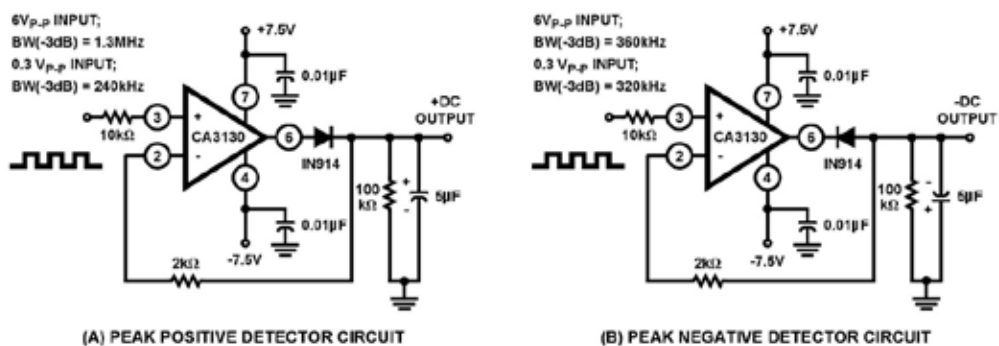 6VP-P INPUT;
BW(-3dB) = 1.3MHz
0.3 VP-P INPUT;
BW(-3dB) = 240kHz
+7.5V
0.01µF
7
3
+
CA3130
10kΩ
2
-
6
IN914
+DC
OUTPUT
4
100
kΩ
+
-
5µF
0.01µF
-7.5V
2kΩ
(A) PEAK POSITIVE DETECTOR CIRCUIT
6VP-P INPUT;
BW(-3dB) = 360kHz
0.3 VP-P INPUT;
BW(-3dB) = 320kHz
+7.5V
0.01µF
7
3
+
CA3130
10kΩ
2
-
6
IN914
-DC
OUTPUT
4
100
kΩ
-
+
5µF
0.01µF
-7.5V
2kΩ
(B) PEAK NEGATIVE DETECTOR CIRCUIT